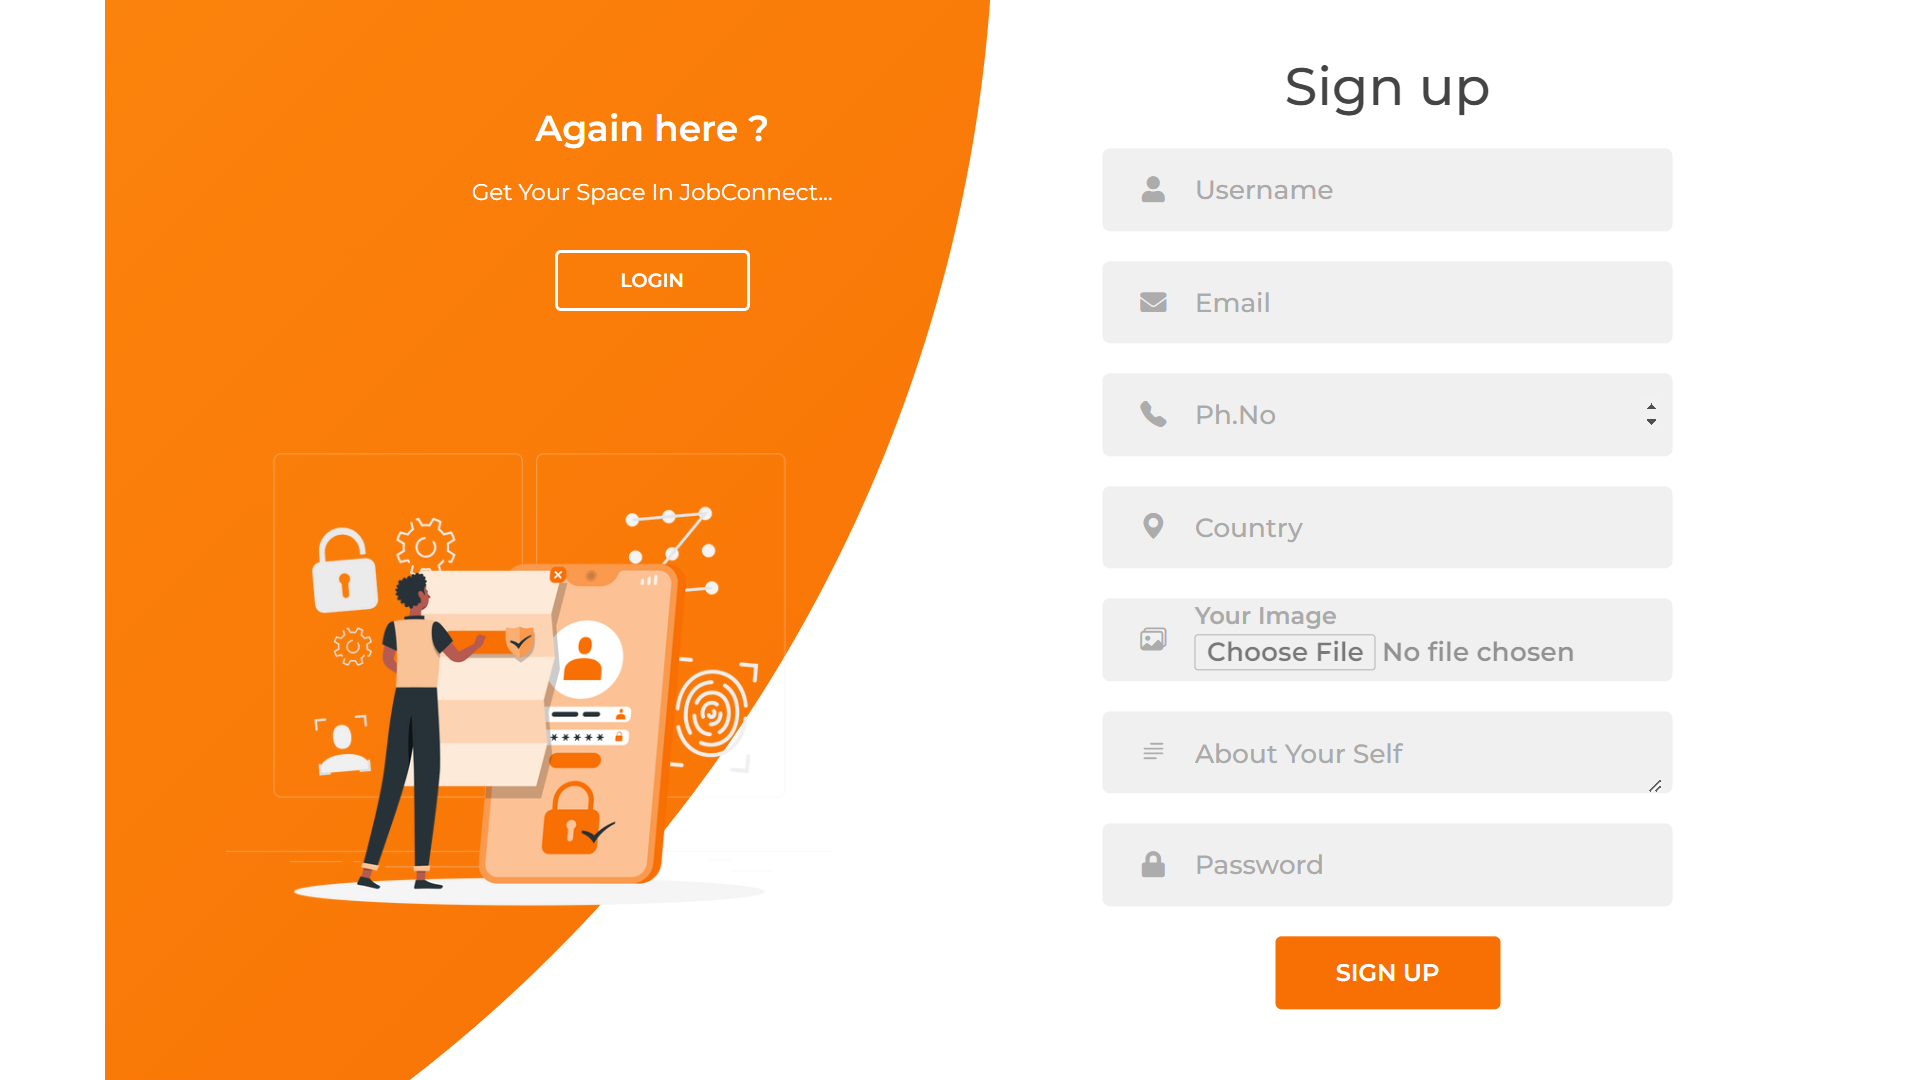 Again here ?
Get Your Space In JobConnect...
LOGIN
*****
Sign up
Username
Email
Ph.No
Country
Your Image
Choose File No file chosen
About Your Self
Password
SIGN UP